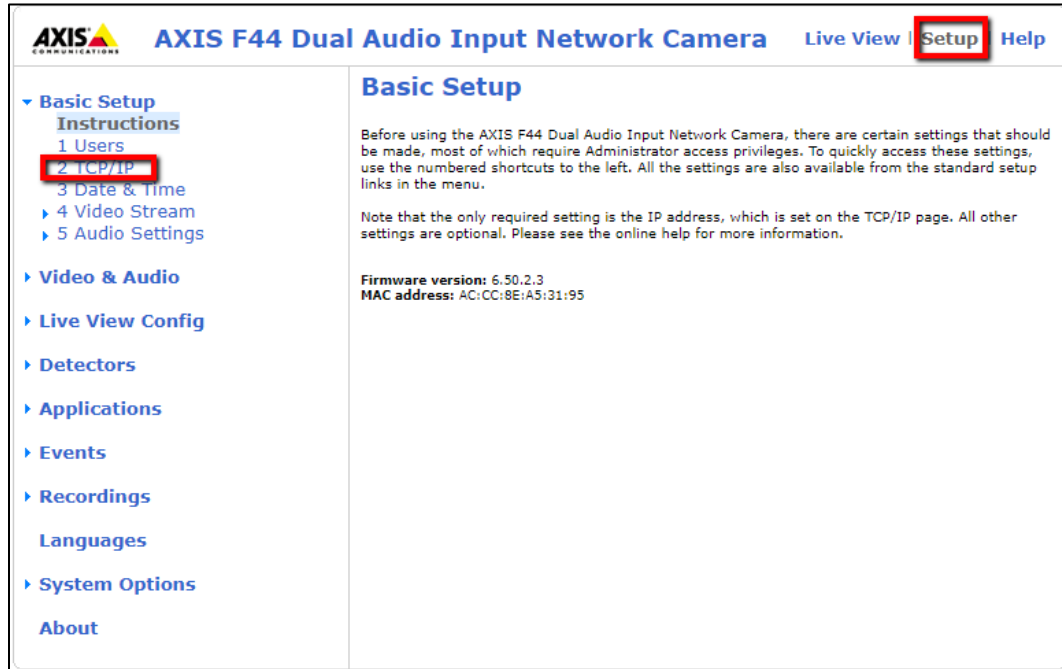 AXIS
COMMUNICATIONS
AXIS F44 Dual Audio Input Network Camera
Live View | Setup | Help
Basic Setup
Instructions
1 Users
2 TCP/IP
3 Date & Time
4 Video Stream
5 Audio Settings
Video & Audio
Live View Config
Detectors
Applications
Events
Recordings
Languages
System Options
About
Basic Setup
Before using the AXIS F44 Dual Audio Input Network Camera, there are certain settings that should
be made, most of which require Administrator access privileges. To quickly access these settings,
use the numbered shortcuts to the left. All the settings are also available from the standard setup
links in the menu.
Note that the only required setting is the IP address, which is set on the TCP/IP page. All other
settings are optional. Please see the online help for more information.
Firmware version: 6.50.2.3
MAC address: AC:CC:8E:A5:31:95